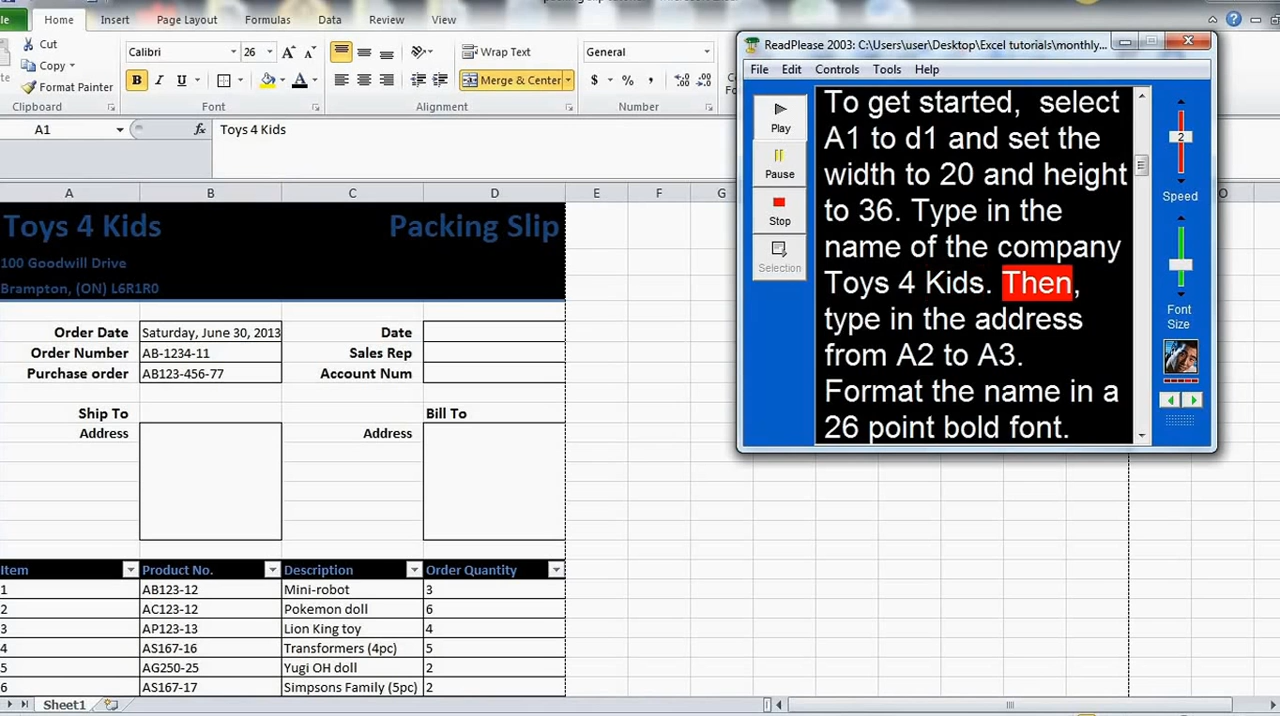 Home Insert Page Layout Formulas Data Review View
Cut
Copy
Format Painter
Clipboard
Calibri 26
B I U
Font
Wrap Text
Merge & Center
Alignment
General
$ % ,
Number
A1 fx Toys 4 Kids
A B C D E F G
Toys 4 Kids Packing Slip
100 Goodwill Drive
Brampton, (ON) L6R1R0
Order Date Saturday, June 30, 2013 Date
Order Number AB-1234-11 Sales Rep
Purchase order AB123-456-77 Account Num
Ship To Bill To
Address Address
Item Product No. Description Order Quantity
1 AB123-12 Mini-robot 3
2 AC123-12 Pokemon doll 6
3 AP123-13 Lion King toy 4
4 AS167-16 Transformers (4pc) 5
5 AG250-25 Yugi OH doll 2
6 AS167-17 Simpsons Family (5pc) 2
Sheet1
ReadPlease 2003: C:\Users\user\Desktop\Excel tutorials\monthly...
File Edit Controls Tools Help
Play
Pause
Stop
Selection
To get started, select
A1 to d1 and set the
width to 20 and height
to 36. Type in the
name of the company
Toys 4 Kids. Then,
type in the address
from A2 to A3.
Format the name in a
26 point bold font.
2
Speed
Font
Size